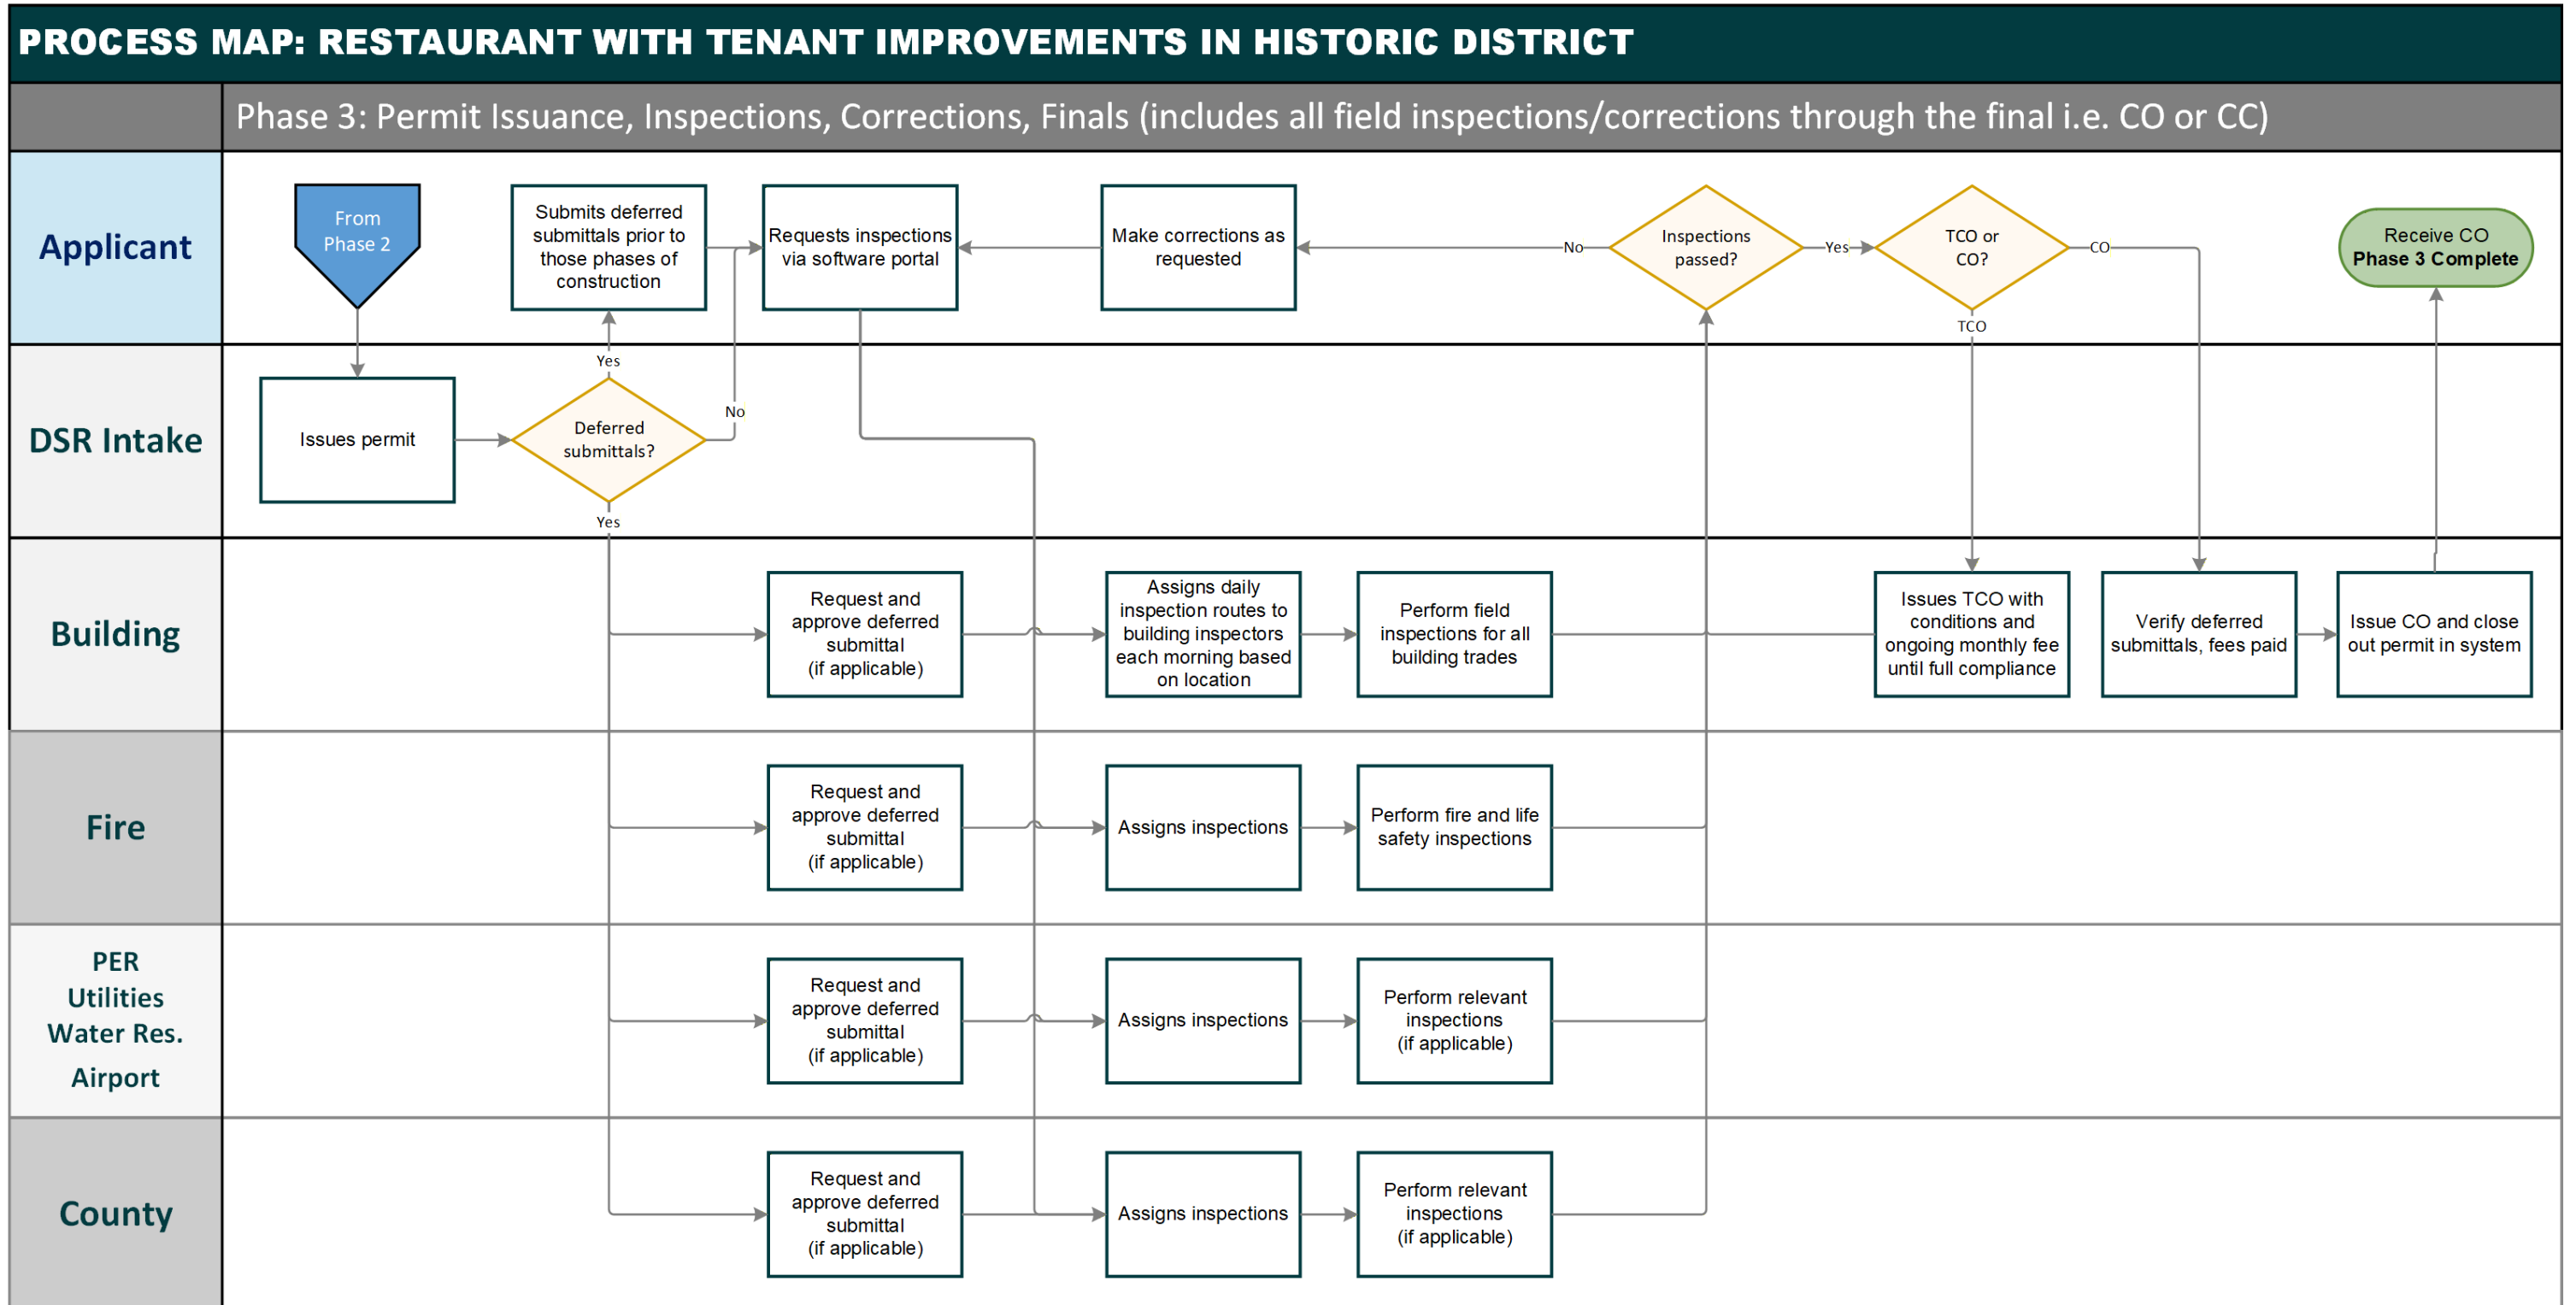 PROCESS MAP: RESTAURANT WITH TENANT IMPROVEMENTS IN HISTORIC DISTRICT
Phase 3: Permit Issuance, Inspections, Corrections, Finals (includes all field inspections/corrections through the final i.e. CO or CC)
Applicant
From
Phase 2
Submits deferred
submittals prior to
those phases of
construction
Requests inspections
via software portal
Make corrections as
requested
No
Inspections
passed?
Yes
TCO or
CO?
CO
TCO
Receive CO
Phase 3 Complete
DSR Intake
Issues permit
Yes
Deferred
submittals?
No
Yes
Building
Request and
approve deferred
submittal
(if applicable)
Assigns daily
inspection routes to
building inspectors
each morning based
on location
Perform field
inspections for all
building trades
Issues TCO with
conditions and
ongoing monthly fee
until full compliance
Verify deferred
submittals, fees paid
Issue CO and close
out permit in system
Fire
Request and
approve deferred
submittal
(if applicable)
Assigns inspections
Perform fire and life
safety inspections
PER
Utilities
Water Res.
Airport
Request and
approve deferred
submittal
(if applicable)
Assigns inspections
Perform relevant
inspections
(if applicable)
County
Request and
approve deferred
submittal
(if applicable)
Assigns inspections
Perform relevant
inspections
(if applicable)